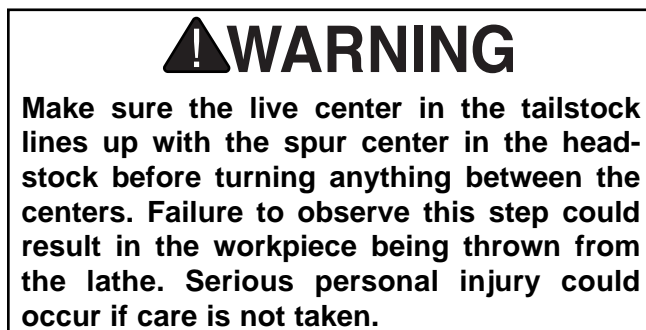 WARNING
Make sure the live center in the tailstock
lines up with the spur center in the head-
stock before turning anything between the
centers. Failure to observe this step could
result in the workpiece being thrown from
the lathe. Serious personal injury could
occur if care is not taken.